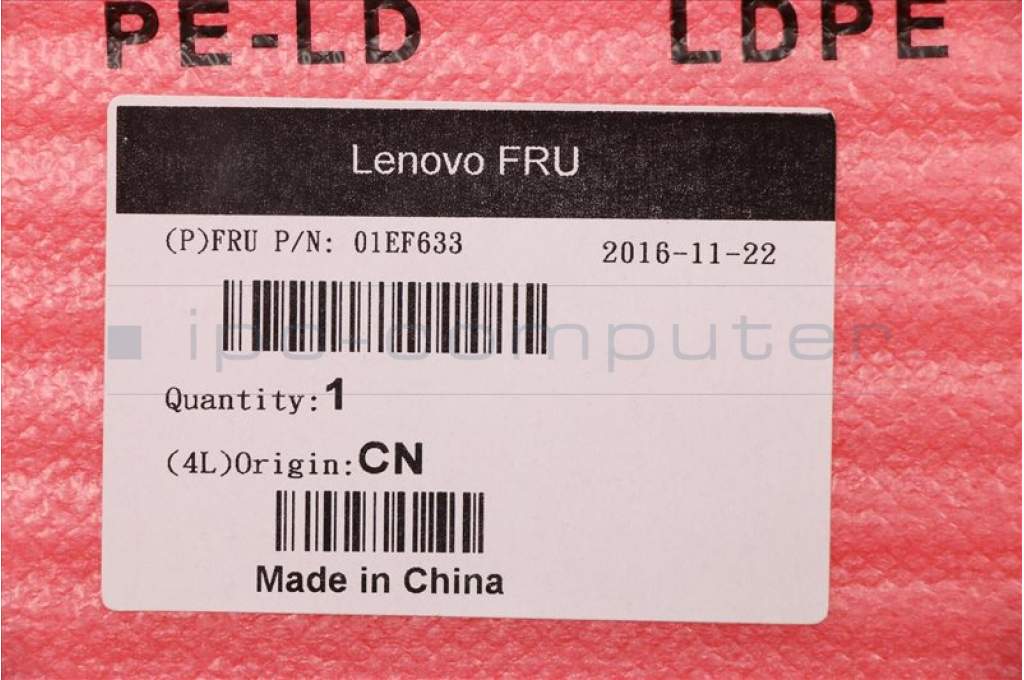 PE-LD LDPE
Lenovo FRU
(P)FRU P/N: 01EF633 2016-11-22
ipc-computer
Quantity:1
(4L)Origin:CN
Made in China